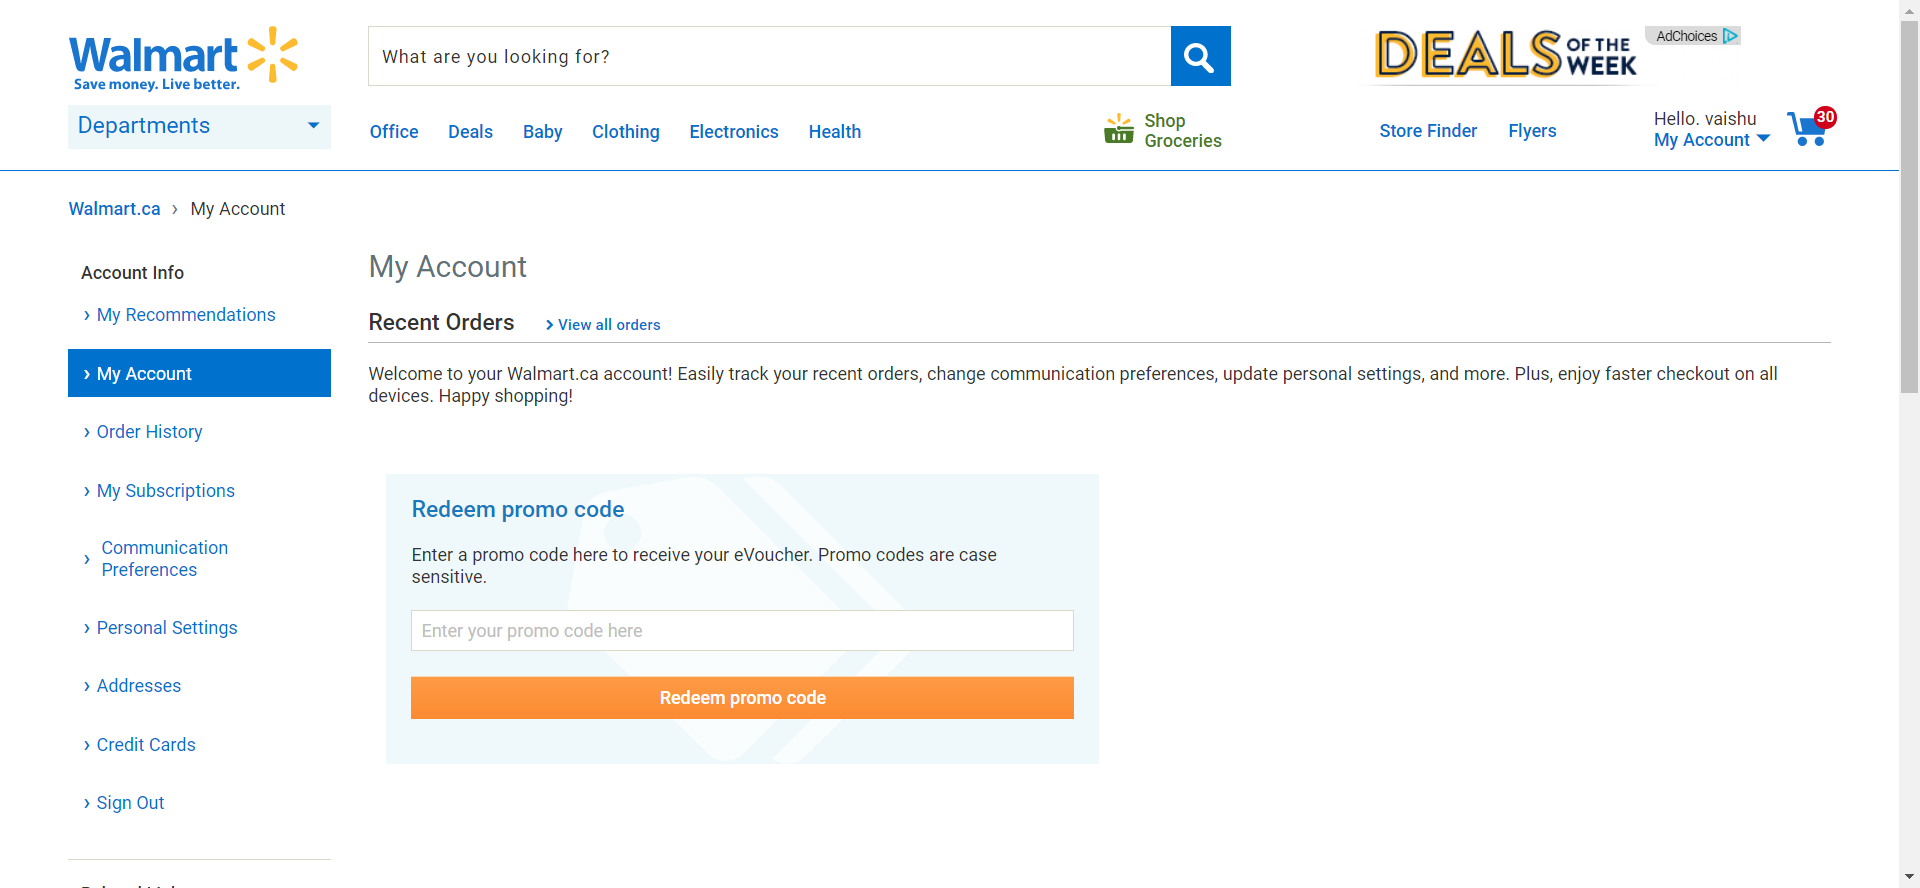 Walmart
Save money. Live better.
What are you looking for?
DEALS OF THE WEEK
AdChoices
Departments
Office Deals Baby Clothing Electronics Health
Shop
Groceries
Store Finder Flyers
Hello. vaishu
My Account
30
Walmart.ca › My Account
Account Info
› My Recommendations
› My Account
› Order History
› My Subscriptions
› Communication
Preferences
› Personal Settings
› Addresses
› Credit Cards
› Sign Out
My Account
Recent Orders › View all orders
Welcome to your Walmart.ca account! Easily track your recent orders, change communication preferences, update personal settings, and more. Plus, enjoy faster checkout on all
devices. Happy shopping!
Redeem promo code
Enter a promo code here to receive your eVoucher. Promo codes are case
sensitive.
Enter your promo code here
Redeem promo code